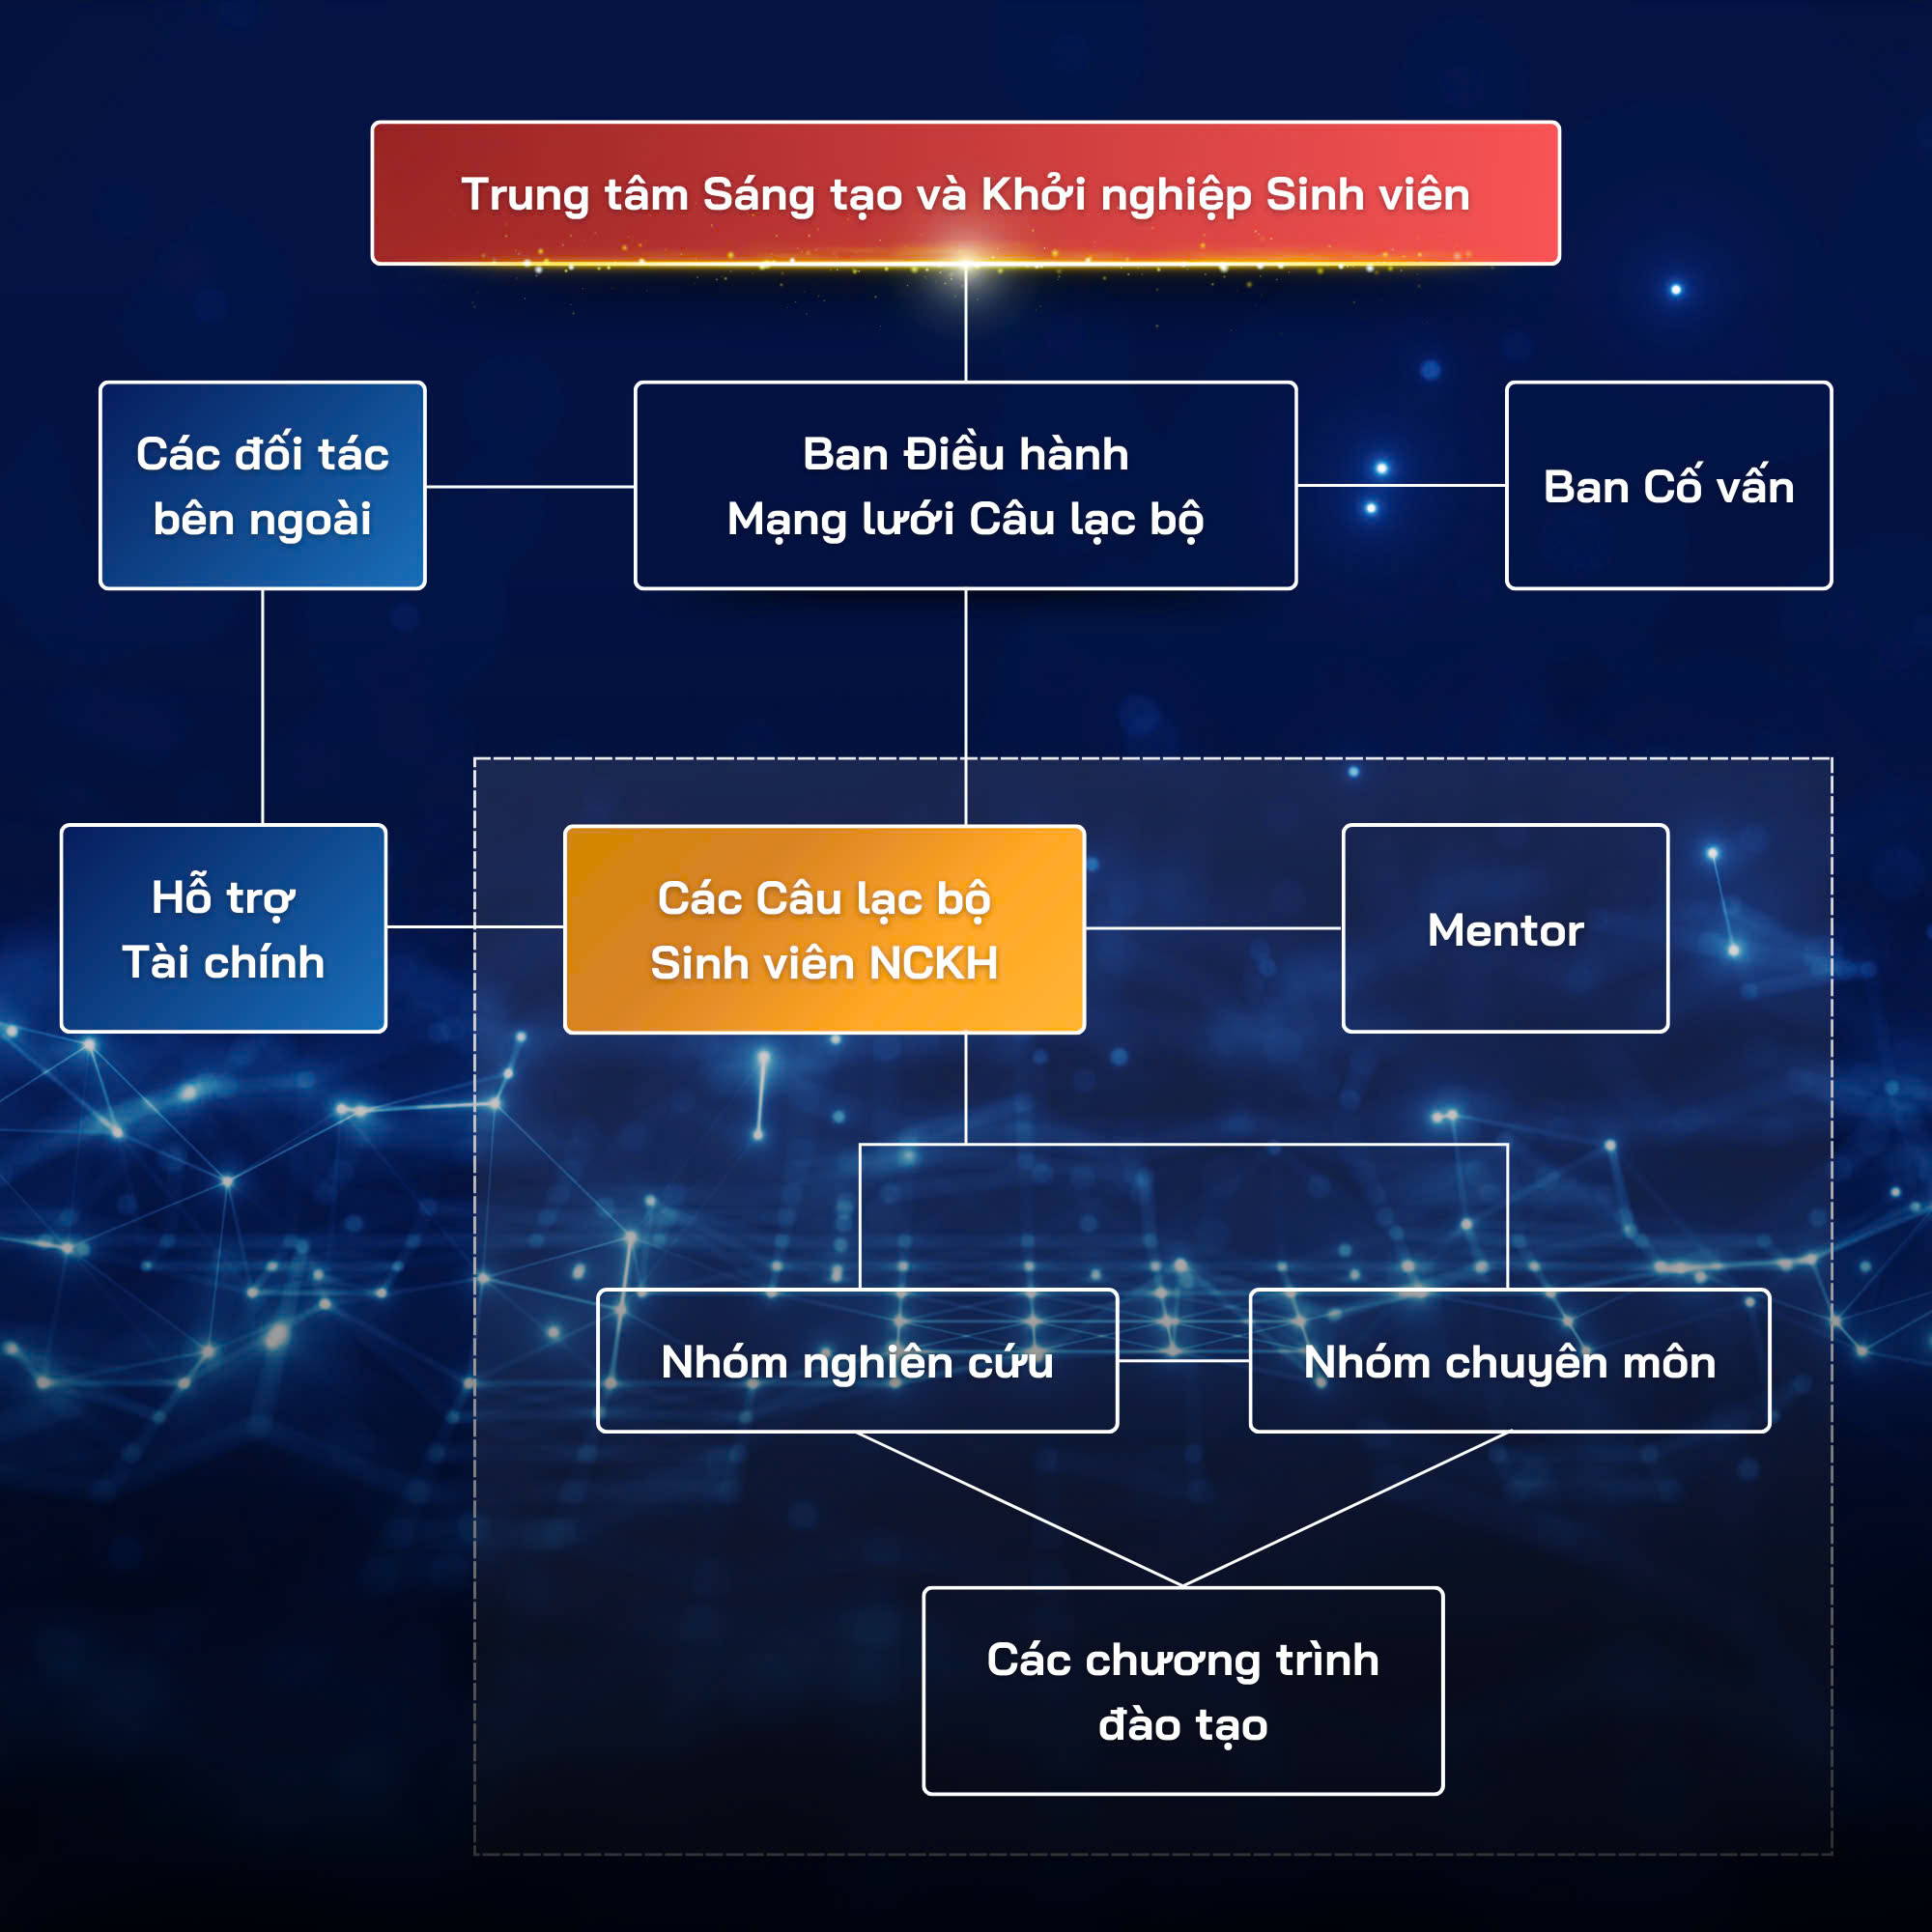 Trung tâm Sáng tạo và Khởi nghiệp Sinh viên
Các đối tác
bên ngoài
Ban Điều hành
Mạng lưới Câu lạc bộ
Ban Cố vấn
Hỗ trợ
Tài chính
Các Câu lạc bộ
Sinh viên NCKH
Mentor
Nhóm nghiên cứu
Nhóm chuyên môn
Các chương trình
đào tạo